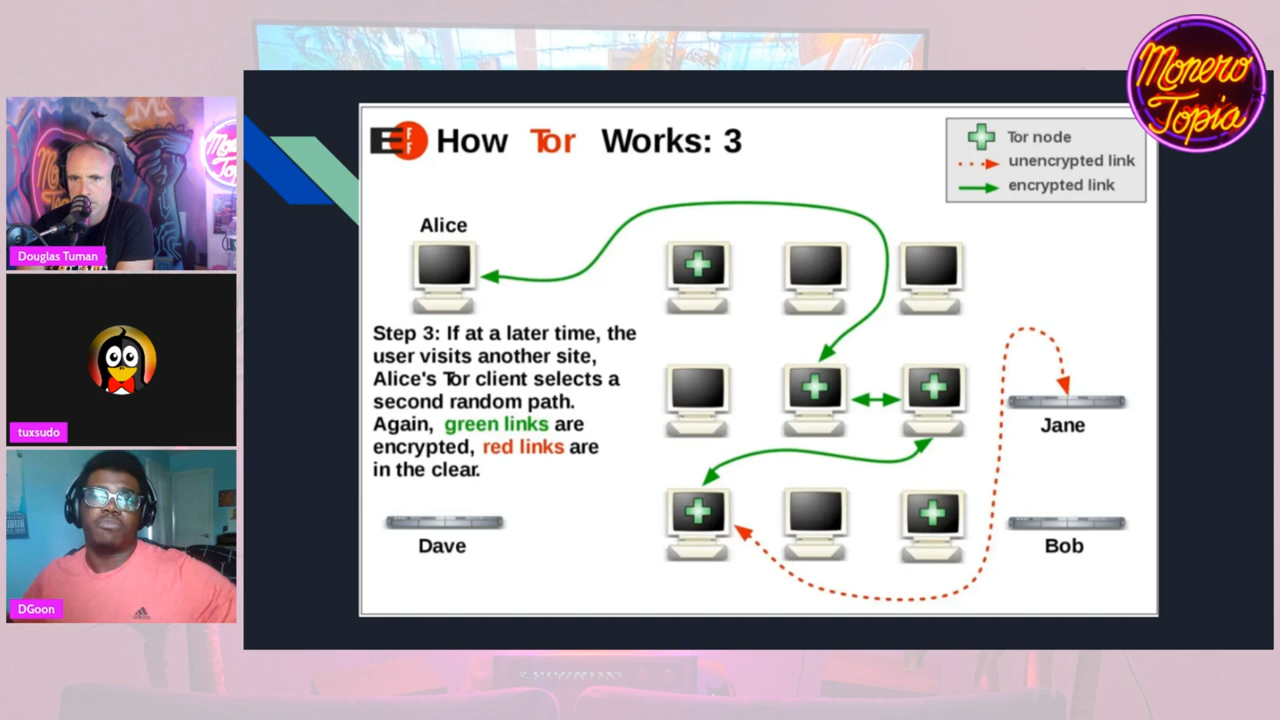 Monero
Topia
EFF How Tor Works: 3
Tor node
unencrypted link
encrypted link
Alice
Step 3: If at a later time, the
user visits another site,
Alice's Tor client selects a
second random path.
Again, green links are
encrypted, red links are
in the clear.
Jane
Dave
Bob
Douglas Tuman
tuxsudo
DGoon